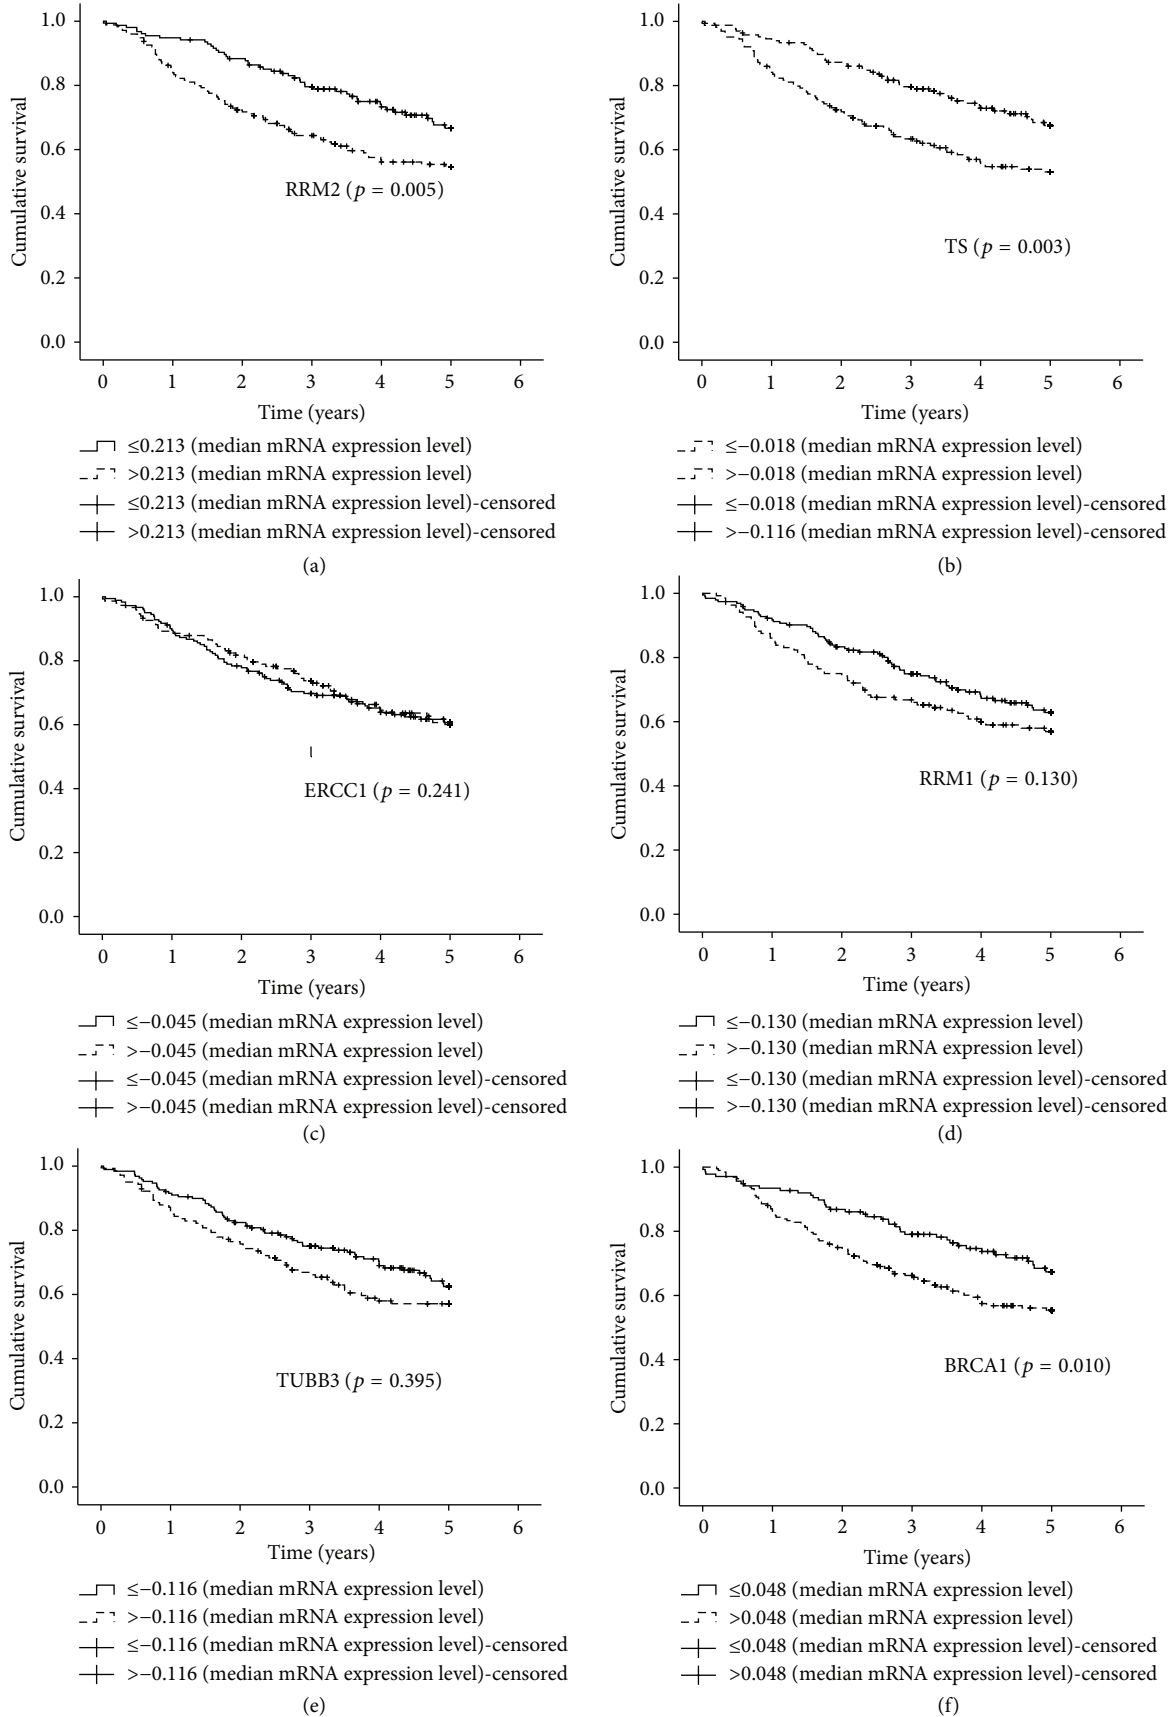 1.0
0.8
0.6
0.4
0.2
0.0
Cumulative survival
RRM2 (p = 0.005)
0 1 2 3 4 5 6
Time (years)
≤0.213 (median mRNA expression level)
>0.213 (median mRNA expression level)
≤0.213 (median mRNA expression level)-censored
>0.213 (median mRNA expression level)-censored
(a)
1.0
0.8
0.6
0.4
0.2
0.0
Cumulative survival
TS (p = 0.003)
0 1 2 3 4 5 6
Time (years)
≤−0.018 (median mRNA expression level)
>−0.018 (median mRNA expression level)
≤−0.018 (median mRNA expression level)-censored
>−0.116 (median mRNA expression level)-censored
(b)
1.0
0.8
0.6
0.4
0.2
0.0
Cumulative survival
ERCC1 (p = 0.241)
0 1 2 3 4 5 6
Time (years)
≤−0.045 (median mRNA expression level)
>−0.045 (median mRNA expression level)
≤−0.045 (median mRNA expression level)-censored
>−0.045 (median mRNA expression level)-censored
(c)
1.0
0.8
0.6
0.4
0.2
0.0
Cumulative survival
RRM1 (p = 0.130)
0 1 2 3 4 5 6
Time (years)
≤−0.130 (median mRNA expression level)
>−0.130 (median mRNA expression level)
≤−0.130 (median mRNA expression level)-censored
>−0.130 (median mRNA expression level)-censored
(d)
1.0
0.8
0.6
0.4
0.2
0.0
Cumulative survival
TUBB3 (p = 0.395)
0 1 2 3 4 5 6
Time (years)
≤−0.116 (median mRNA expression level)
>−0.116 (median mRNA expression level)
≤−0.116 (median mRNA expression level)-censored
>−0.116 (median mRNA expression level)-censored
(e)
1.0
0.8
0.6
0.4
0.2
0.0
Cumulative survival
BRCA1 (p = 0.010)
0 1 2 3 4 5 6
Time (years)
≤0.048 (median mRNA expression level)
>0.048 (median mRNA expression level)
≤0.048 (median mRNA expression level)-censored
>0.048 (median mRNA expression level)-censored
(f)